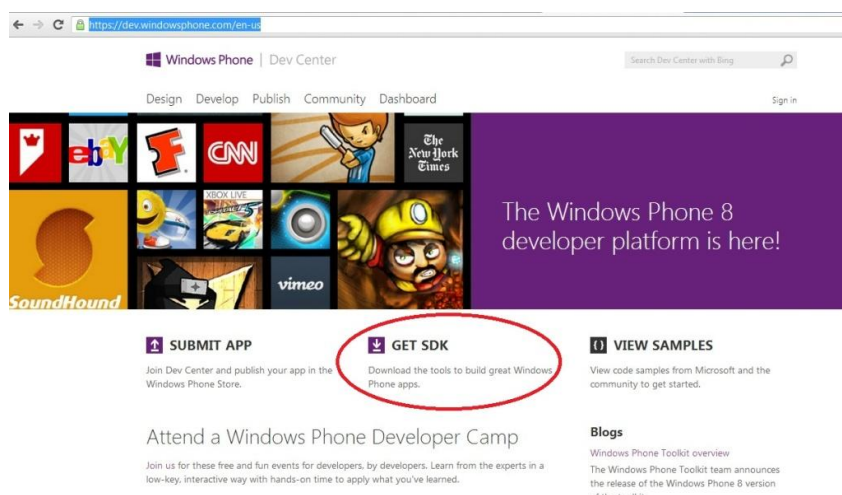 https://dev.windowsphone.com/en-us
Windows Phone | Dev Center
Search Dev Center with Bing
Design Develop Publish Community Dashboard
Sign in
ebaY
CNN
The
New York
Times
XBOX LIVE
SoundHound
vimeo
The Windows Phone 8
developer platform is here!
SUBMIT APP
Join Dev Center and publish your app in the
Windows Phone Store.
GET SDK
Download the tools to build great Windows
Phone apps.
VIEW SAMPLES
View code samples from Microsoft and the
community to get started.
Attend a Windows Phone Developer Camp
Join us for these free and fun events for developers, by developers. Learn from the experts in a
low-key, interactive way with hands-on time to apply what you've learned.
Blogs
Windows Phone Toolkit overview
The Windows Phone Toolkit team announces
the release of the Windows Phone 8 version